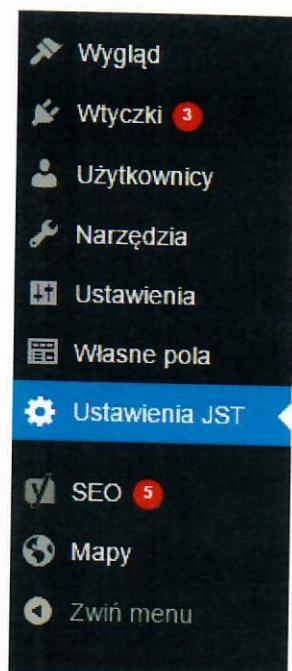 Wygląd
Wtyczki 3
Użytkownicy
Narzędzia
Ustawienia
Własne pola
Ustawienia JST
SEO 5
Mapy
Zwiń menu